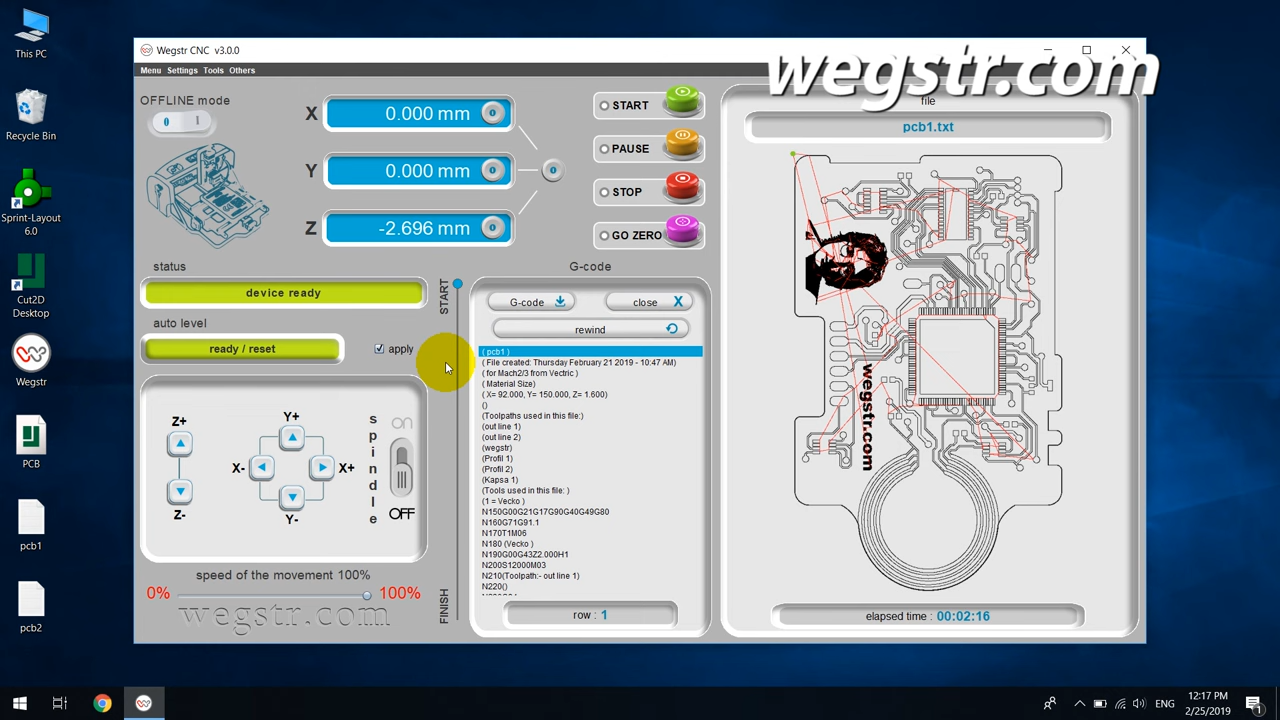 This PC
Recycle Bin
Sprint-Layout
6.0
Cut2D
Desktop
Wegstr
PCB
pcb1
pcb2
Wegstr CNC v3.0.0
wegstr.com
Menu Settings Tools Others
OFFLINE mode
0 1
X 0.000 mm 0
Y 0.000 mm 0
0
Z -2.696 mm 0
START
PAUSE
STOP
GO ZERO
status
device ready
auto level
ready / reset
apply
Z+
Z-
Y+
X-
X+
Y-
spindle
ON
OFF
speed of the movement 100%
0% 100%
wegstr.com
START
FINISH
G-code
G-code
close X
rewind
( pcb1 )
( File created: Thursday February 21 2019 - 10:47 AM)
( for Mach2/3 from Vectric )
( Material Size)
( X= 92.000, Y= 150.000, Z= 1.600)
()
(Toolpaths used in this file:)
(out line 1)
(out line 2)
(wegstr)
(Profil 1)
(Profil 2)
(Kapsa 1)
(Tools used in this file: )
(1 = Vecko )
N150G00G21G17G90G40G49G80
N160G71G91.1
N170T1M06
N180 (Vecko )
N190G00G43Z2.000H1
N200S12000M03
N210(Toolpath:- out line 1)
N220()
row : 1
file
pcb1.txt
wegstr.com
elapsed time : 00:02:16
ENG
12:17 PM
2/25/2019
1